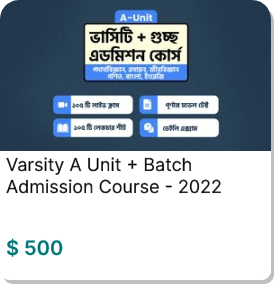 A-Unit
ভার্সিটি + গুচ্ছ
এডমিশন কোর্স
পদার্থবিজ্ঞান, রসায়ন, জীববিজ্ঞান
গণিত, বাংলা, ইংরেজি
১০৫ টি লাইভ ক্লাস
পূর্ণাঙ্গ মডেল টেস্ট
১০৫ টি লেকচার শীট
ডেইলি এক্সাম
Varsity A Unit + Batch
Admission Course - 2022
$ 500